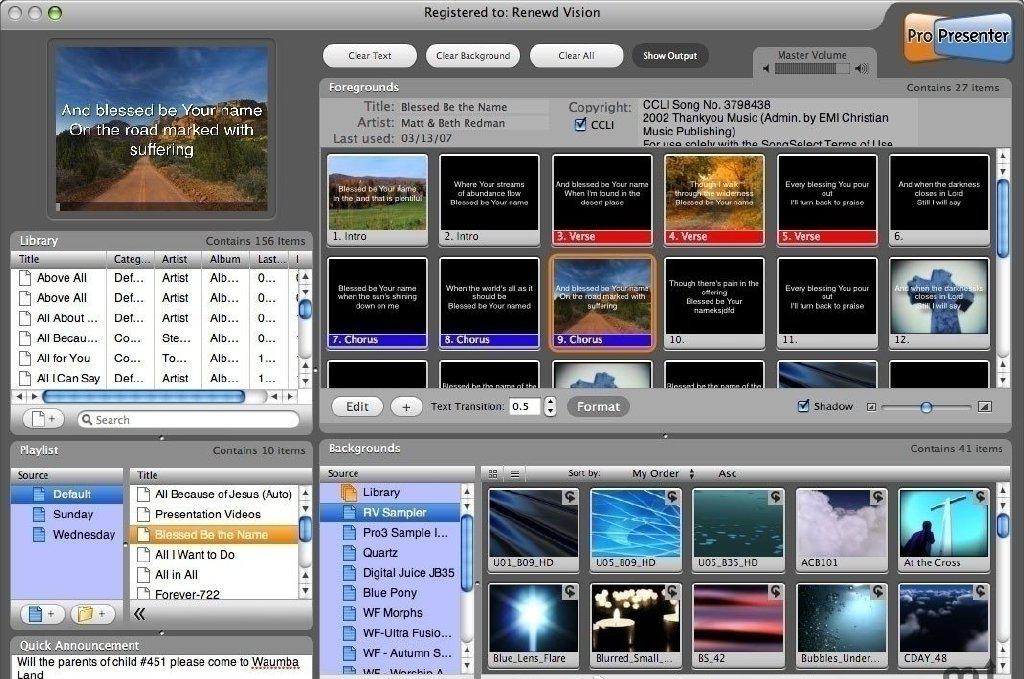 Registered to: Renewd Vision
Clear Text
Clear Background
Clear All
Show Output
Master Volume
ProPresenter
And blessed be Your name
On the road marked with
suffering
Library
Contains 156 Items
Title Categ... Artist Album Last...
Above All Def... Artist Alb... 0...
Above All Def... Artist Alb... 0...
All About ... Def... Artist Alb... 0...
All Becau... Co... Ste... Alb... 0...
All for You Co... To... Alb... 1...
All I Can Say Def... Artist Alb... 1...
Search
Playlist
Contains 10 items
Source
Default
Sunday
Wednesday
Title
All Because of Jesus (Auto)
Presentation Videos
Blessed Be the Name
All I Want to Do
All in All
Forever-722
Quick Announcement
Will the parents of child #451 please come to Waumba
Land
Foregrounds
Contains 27 items
Title: Blessed Be the Name
Artist: Matt & Beth Redman
Last used: 03/13/07
Copyright:
CCLI
CCLI Song No. 3798438
2002 Thankyou Music (Admin. by EMI Christian
Music Publishing)
For use solely with the SongSelect Terms of Use
Blessed be Your name
In the land that is plentiful
1. Intro
Where Your streams
of abundance flow
Blessed be Your name
2. Intro
And blessed be Your name
When I'm found in the
desert place
3. Verse
Though I walk
through the wilderness
Blessed be Your name
4. Verse
Every blessing You pour
out
I'll turn back to praise
5. Verse
And when the darkness
closes in Lord
Still I will say
6.
Blessed be Your name
when the sun's shining
down on me
7. Chorus
When the world's all as it
should be
Blessed be Your named
8. Chorus
And blessed be Your name
On the road marked with
suffering
9. Chorus
Though there's pain in the
offering
Blessed be Your
nameksjdfd
10.
Every blessing You pour
out
I'll turn back to praise
11.
And when the darkness
closes in Lord
Still I will say
12.
Blessed be the name of the
Blessed be the name of the
Edit
+
Text Transition: 0.5
Format
Shadow
Backgrounds
Contains 41 items
Source
Library
RV Sampler
Pro3 Sample I...
Quartz
Digital Juice JB35
Blue Pony
WF Morphs
WF-Ultra Fusio...
WF - Autumn S...
WF - Worship A
Sort by: My Order Asc
U01_B09_HD
U05_B09_HD
U05_B35_HD
ACB101
At the Cross
Blue_Lens_Flare
Blurred_Small_...
BS_42
Bubbles_Under...
CDAY_48